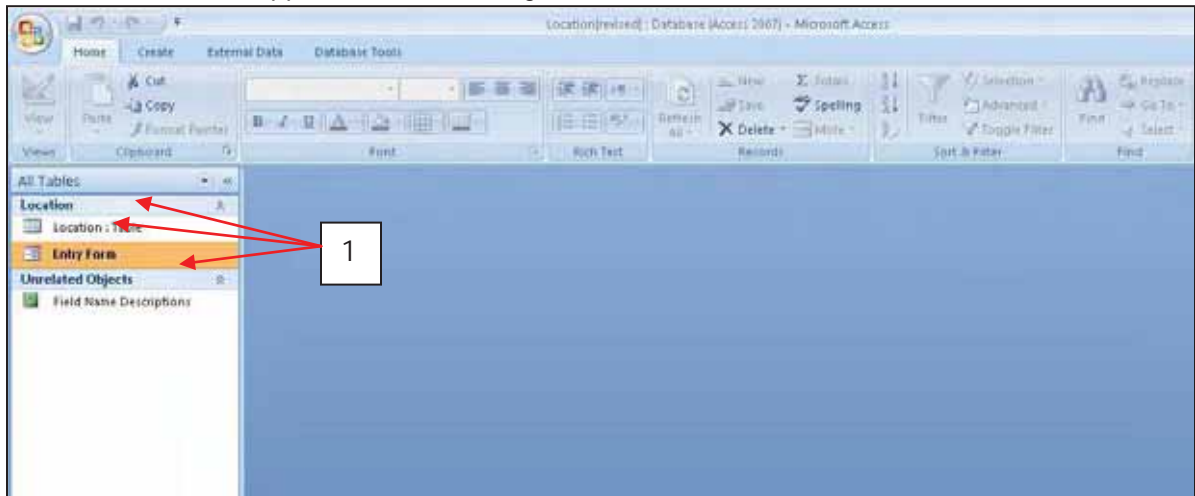 Location(revised) : Database (Access 2007) - Microsoft Access
Home Create External Data Database Tools
View Paste Cut Copy Format Painter
Refresh All New Save Delete Totals Spelling More
Filter Selection Advanced Toggle Filter
Find Replace Go To Select
Views Clipboard Font Rich Text Records Sort & Filter Find
All Tables
Location
Location : Table
Entry Form
Unrelated Objects
Field Name Descriptions
1